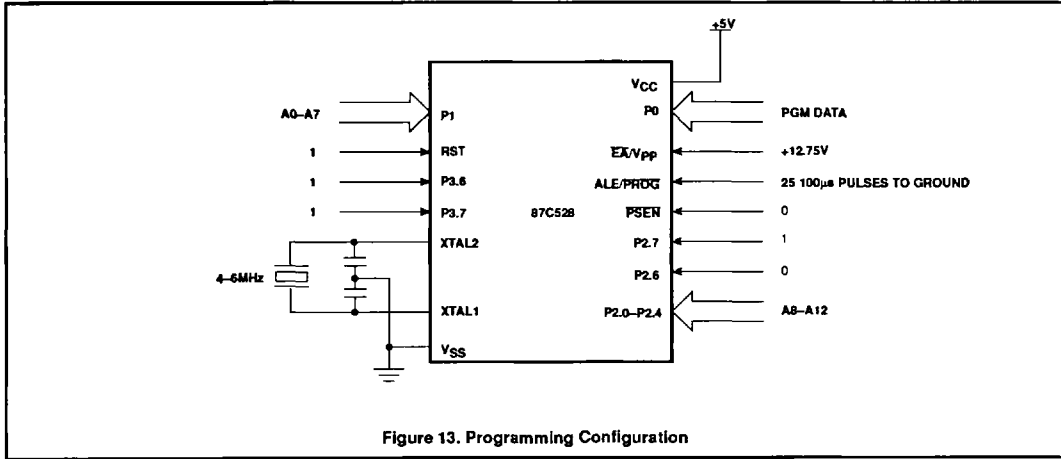 +5V
VCC
A0–A7
P1
P0
PGM DATA
1
RST
EA/VPP
+12.75V
1
P3.6
ALE/PROG
25 100µs PULSES TO GROUND
1
P3.7
87C528
PSEN
0
XTAL2
P2.7
1
4–6MHz
P2.6
0
XTAL1
P2.0–P2.4
A8–A12
VSS
Figure 13. Programming Configuration